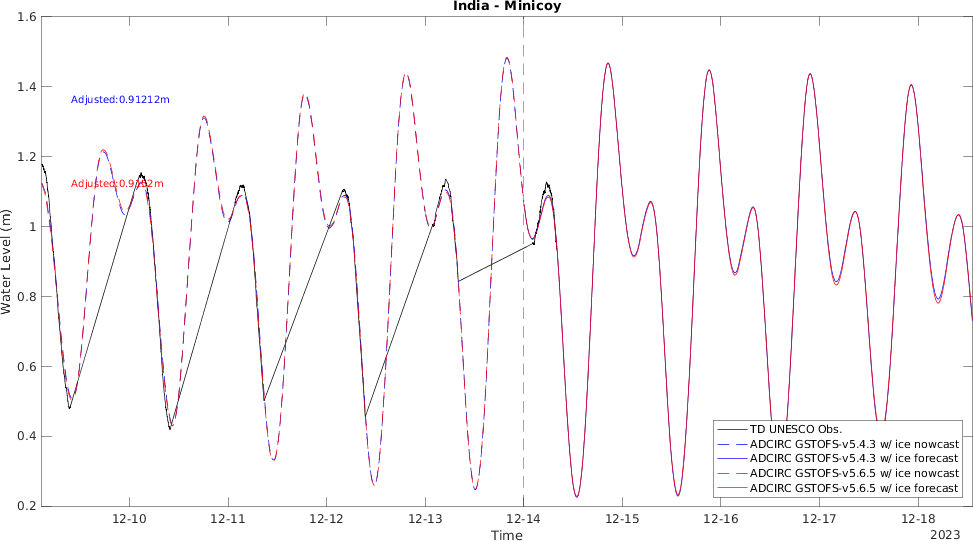 India - Minicoy
Water Level (m)
1.6
1.4
1.2
1
0.8
0.6
0.4
0.2
Adjusted:0.91212m
TD UNESCO Obs.
ADCIRC GSTOFS-v5.4.3 w/ ice nowcast
ADCIRC GSTOFS-v5.4.3 w/ ice forecast
ADCIRC GSTOFS-v5.6.5 w/ ice nowcast
ADCIRC GSTOFS-v5.6.5 w/ ice forecast
12-10
12-11
12-12
12-13
12-14
12-15
12-16
12-17
12-18
Time
2023